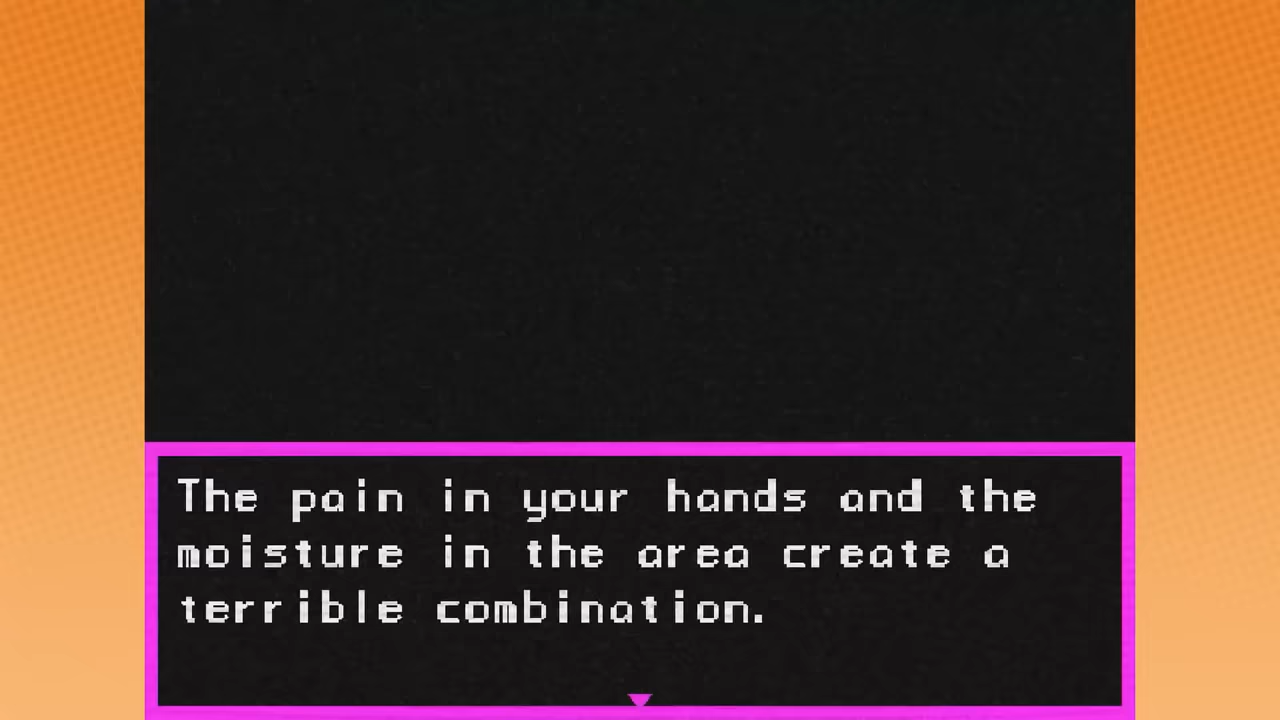 The pain in your hands and the
moisture in the area create a
terrible combination.